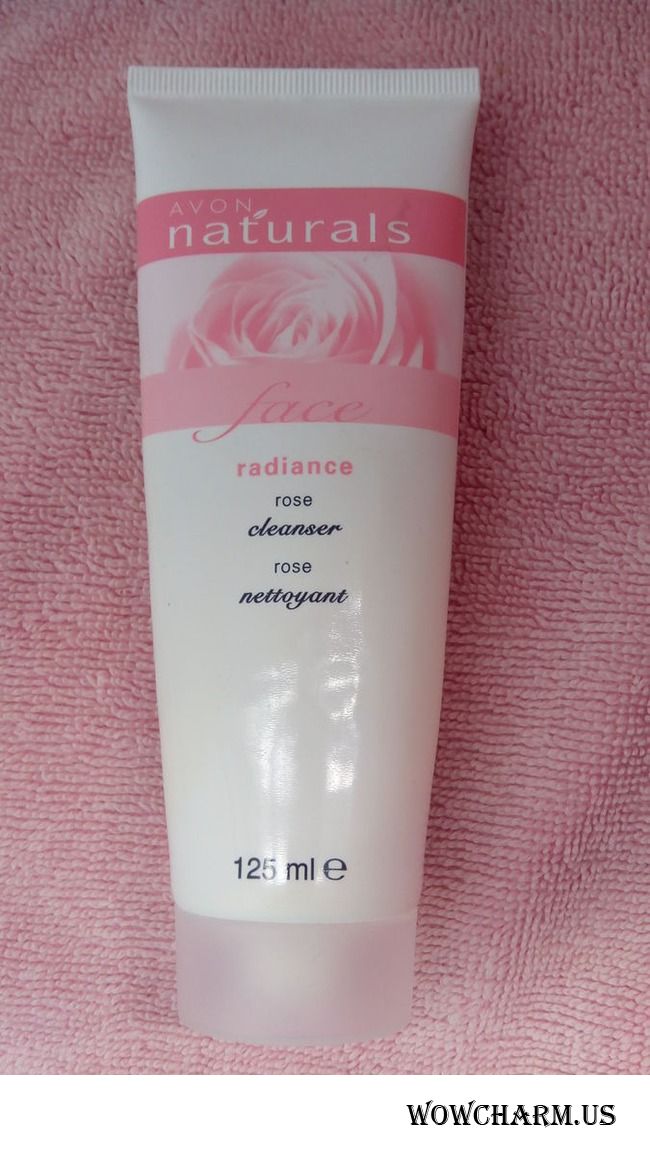 AVON
naturals
face
radiance
rose
cleanser
rose
nettoyant
125 ml ℮
WOWCHARM.US